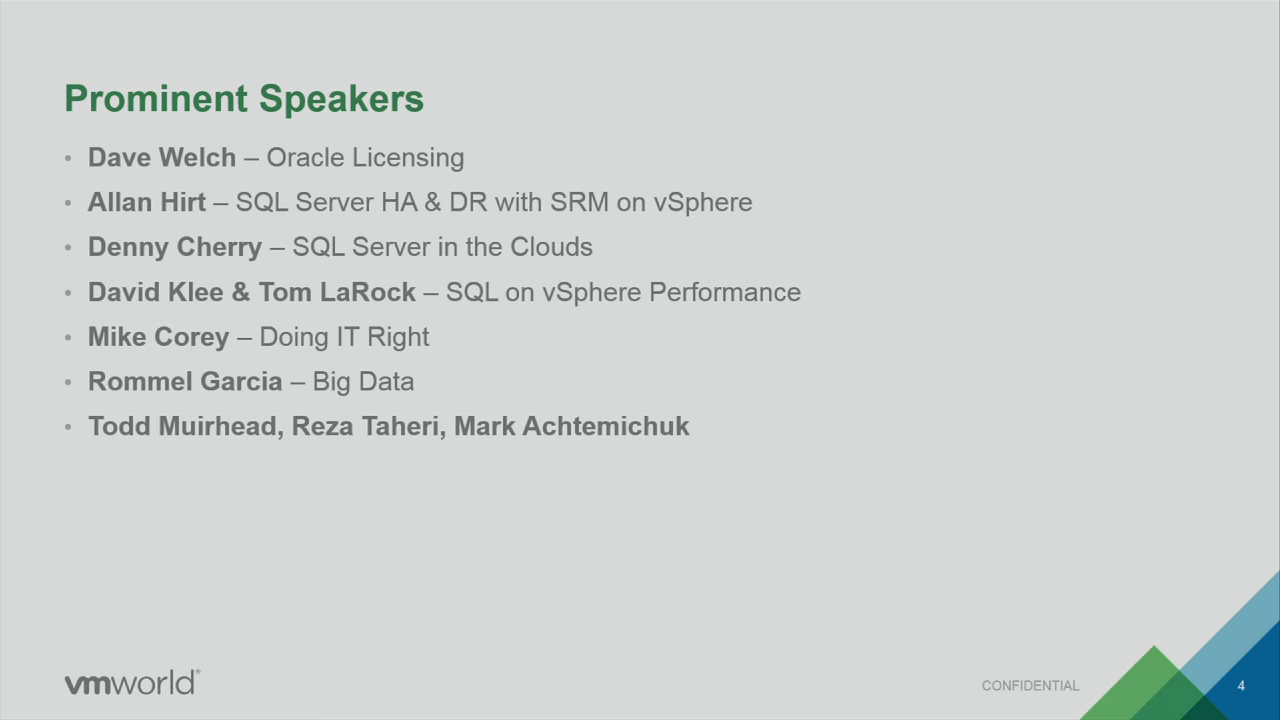 Prominent Speakers
• Dave Welch – Oracle Licensing
• Allan Hirt – SQL Server HA & DR with SRM on vSphere
• Denny Cherry – SQL Server in the Clouds
• David Klee & Tom LaRock – SQL on vSphere Performance
• Mike Corey – Doing IT Right
• Rommel Garcia – Big Data
• Todd Muirhead, Reza Taheri, Mark Achtemichuk
vmworld®
CONFIDENTIAL
4